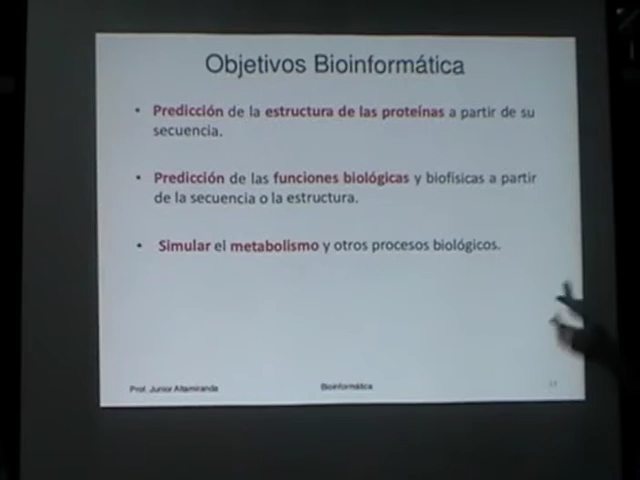 Objetivos Bioinformática
• Predicción de la estructura de las proteínas a partir de su
secuencia.
• Predicción de las funciones biológicas y biofísicas a partir
de la secuencia o la estructura.
• Simular el metabolismo y otros procesos biológicos.
Prof. Junior Altamiranda
Bioinformática